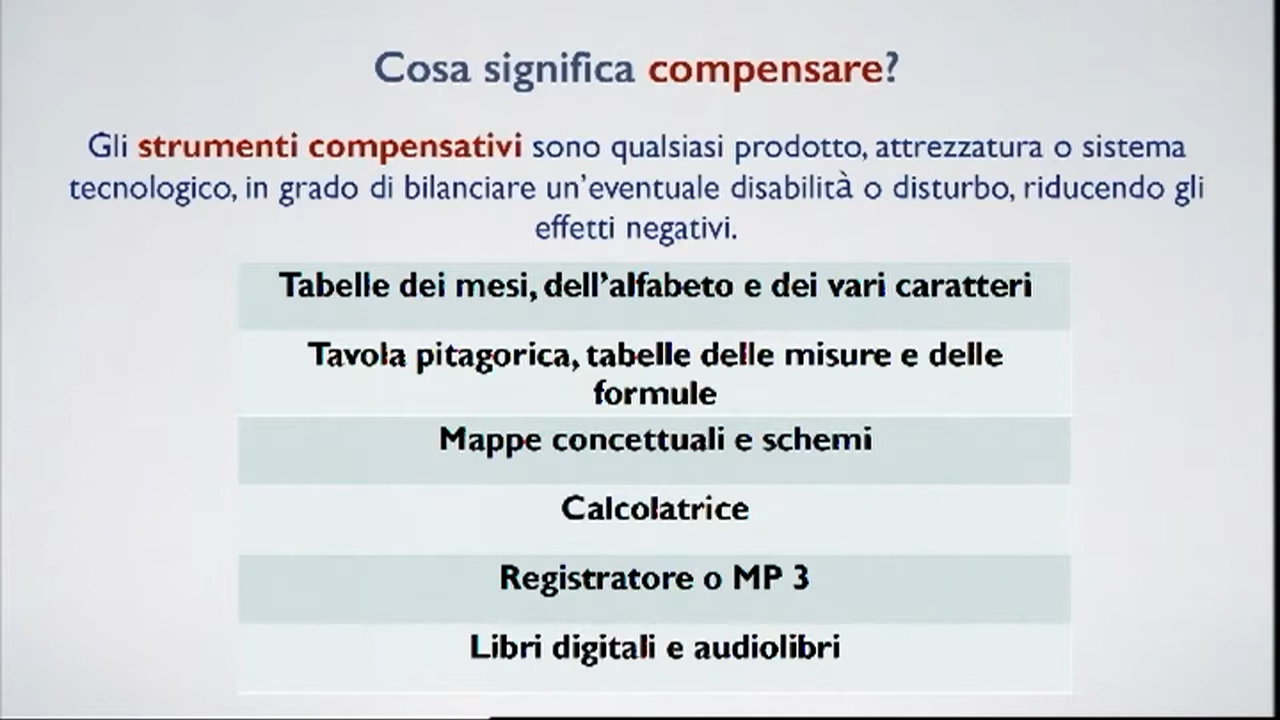 Cosa significa compensare?
Gli strumenti compensativi sono qualsiasi prodotto, attrezzatura o sistema
tecnologico, in grado di bilanciare un'eventuale disabilità o disturbo, riducendo gli
effetti negativi.
Tabelle dei mesi, dell'alfabeto e dei vari caratteri
Tavola pitagorica, tabelle delle misure e delle
formule
Mappe concettuali e schemi
Calcolatrice
Registratore o MP 3
Libri digitali e audiolibri